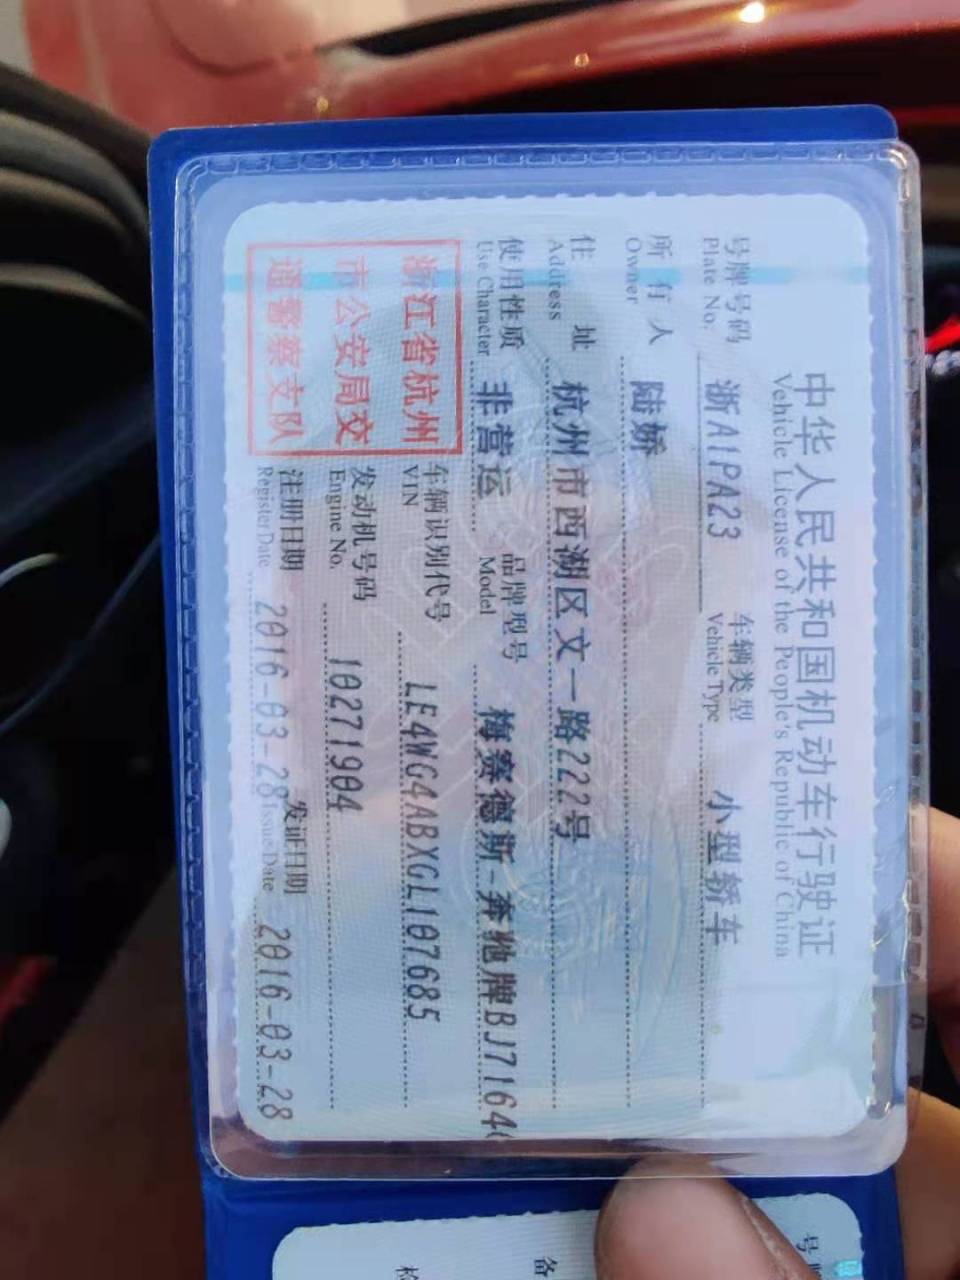 中华人民共和国机动车行驶证
Vehicle License of the People's Republic of China
号牌号码 浙A1PA23 车辆类型 小型轿车
Plate No. Vehicle Type
所有人 陆娇
Owner
住址 杭州市西湖区文一路222号
Address
使用性质 非营运 品牌型号 梅赛德斯-奔驰牌BJ7164
Use Character Model
浙江省杭州
市公安局交
通警察支队
车辆识别代号 LE4WG4ABXGL107685
VIN
发动机号码 10271904
Engine No.
注册日期 2016-03-28 发证日期 2016-03-28
Register Date Issue Date
号
备